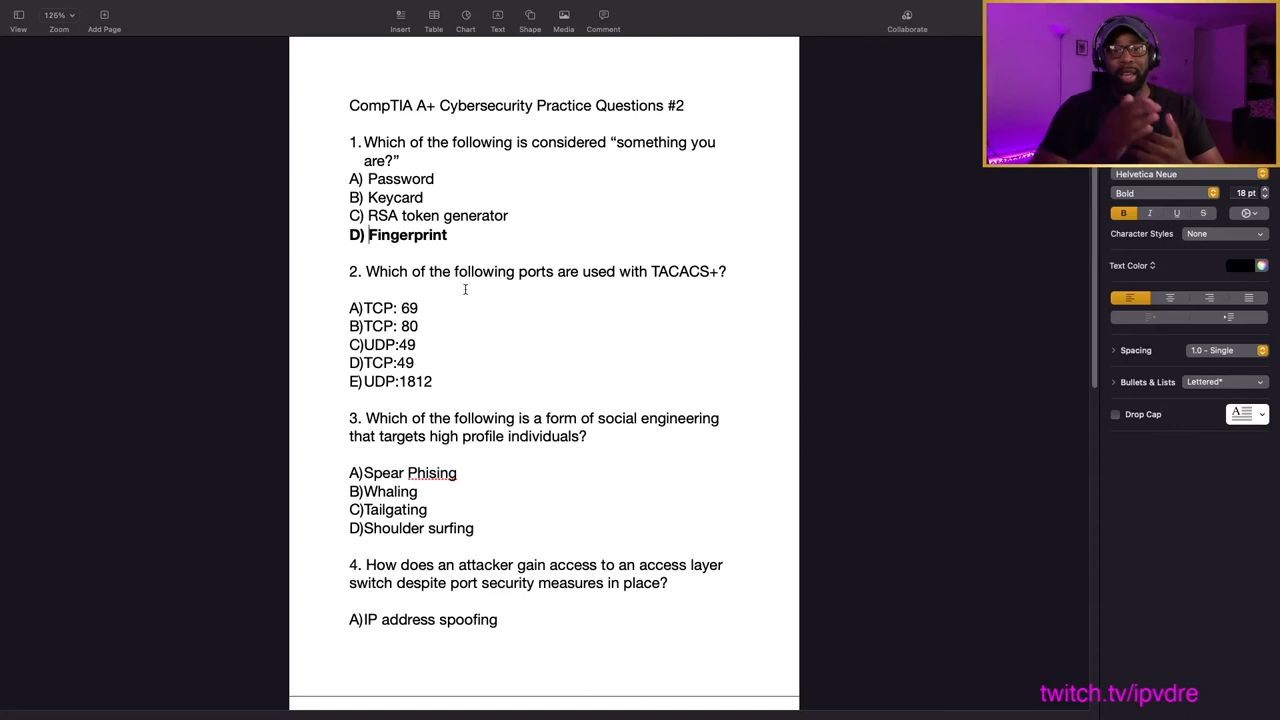 125%
View
Zoom
Add Page
Insert
Table
Chart
Text
Shape
Media
Comment
Collaborate
CompTIA A+ Cybersecurity Practice Questions #2
1. Which of the following is considered “something you
are?”
A) Password
B) Keycard
C) RSA token generator
D) Fingerprint
2. Which of the following ports are used with TACACS+?
A)TCP: 69
B)TCP: 80
C)UDP:49
D)TCP:49
E)UDP:1812
3. Which of the following is a form of social engineering
that targets high profile individuals?
A)Spear Phising
B)Whaling
C)Tailgating
D)Shoulder surfing
4. How does an attacker gain access to an access layer
switch despite port security measures in place?
A)IP address spoofing
Helvetica Neue
Bold
18 pt
B I U S
Character Styles None
Text Color
Spacing 1.0 - Single
Bullets & Lists Lettered*
Drop Cap
A
twitch.tv/ipvdre